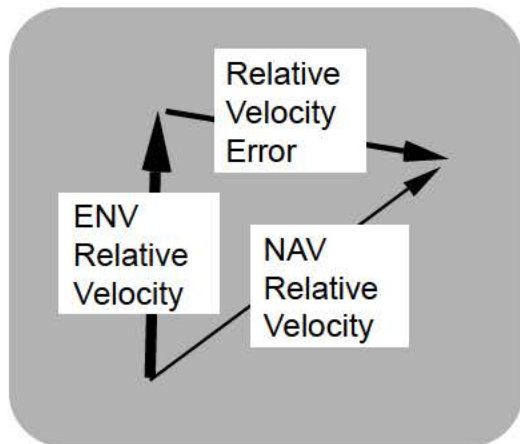 Relative
Velocity
Error
ENV
Relative
Velocity
NAV
Relative
Velocity